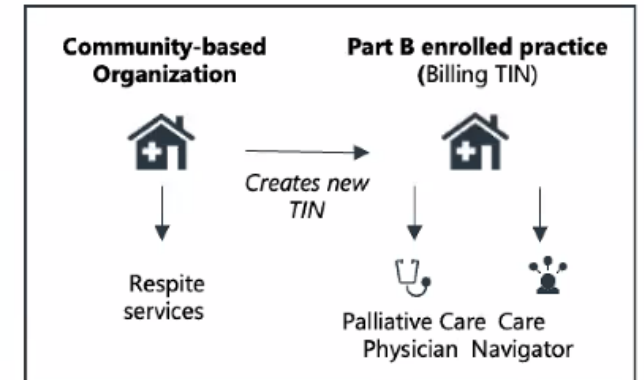 Community-based
Organization
Part B enrolled practice
(Billing TIN)
Creates new
TIN
Respite
services
Palliative Care Care
Physician Navigator